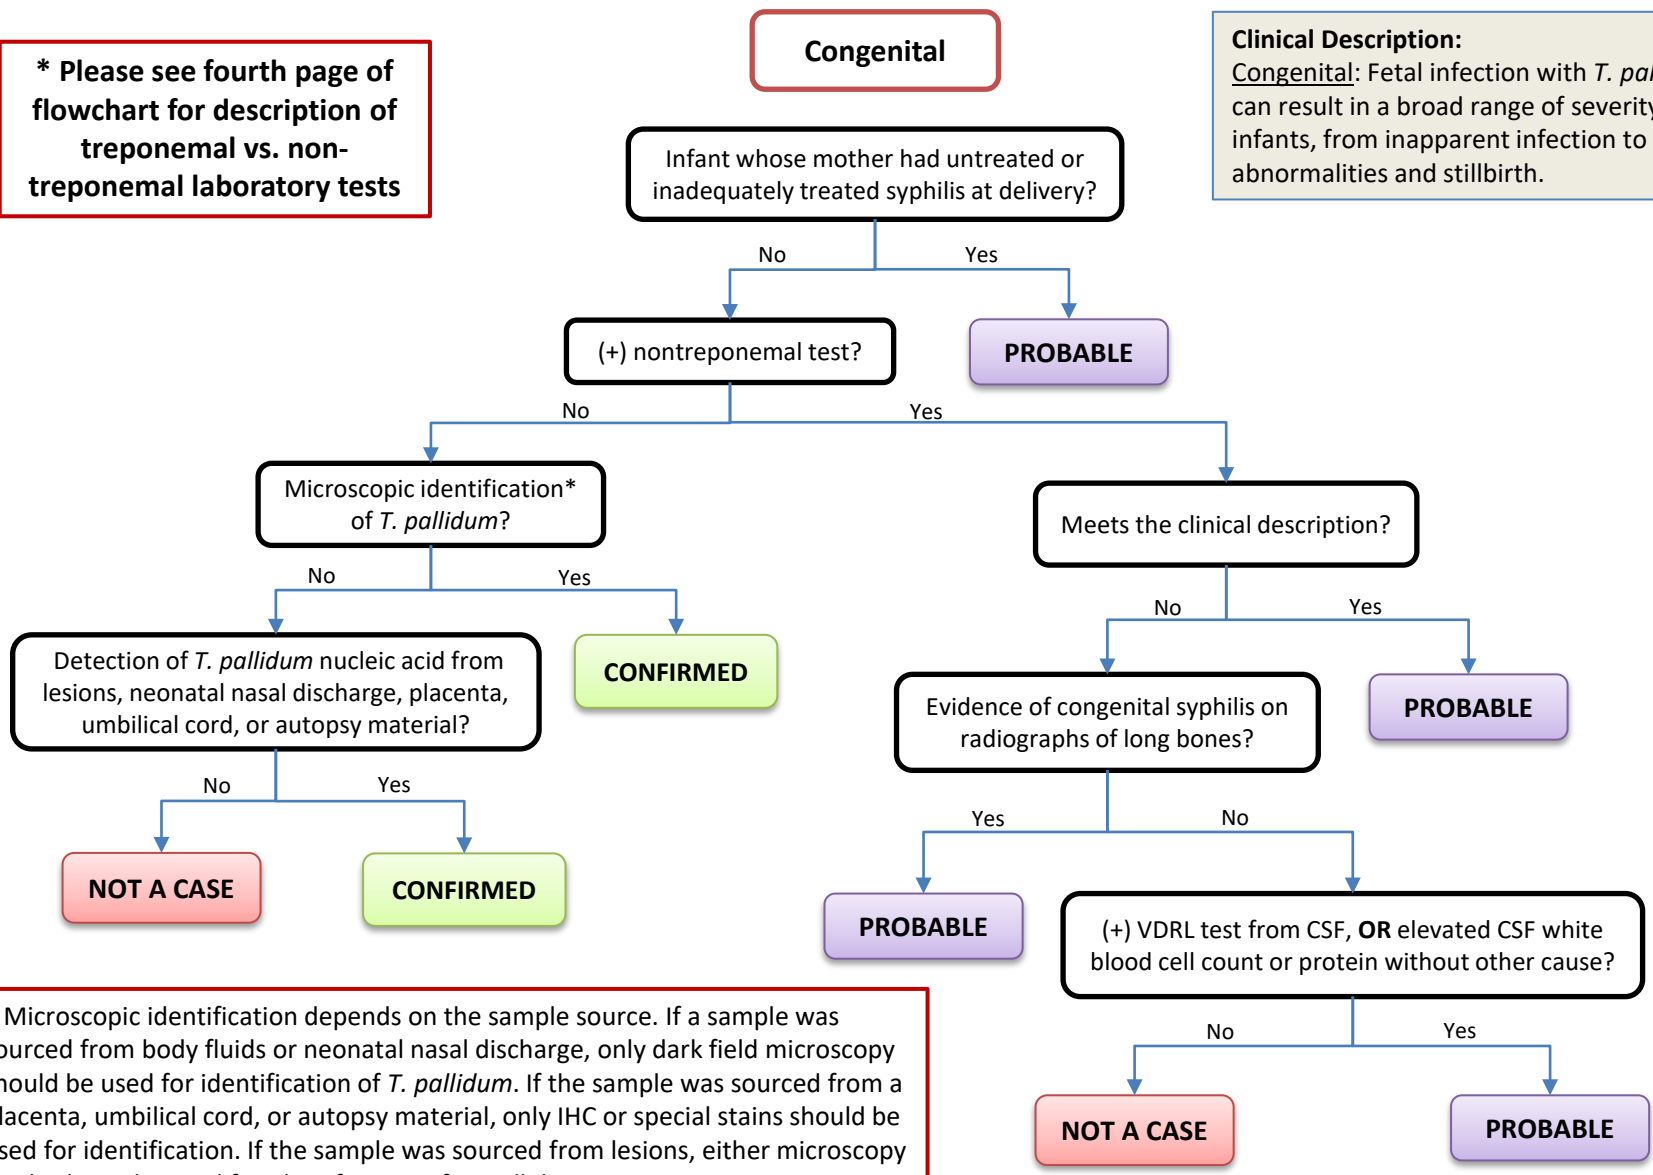 Congenital
* Please see fourth page of
flowchart for description of
treponemal vs. non-
treponemal laboratory tests
Clinical Description:
Congenital: Fetal infection with T.
can result in a broad range of severity
infants, from inapparent infection to
abnormalities and stillbirth.
Infant whose mother had untreated or
inadequately treated syphilis at delivery?
No
Yes
(+) nontreponemal test?
PROBABLE
No
Yes
Microscopic identification*
of T. pallidum?
Meets the clinical description?
No
Yes
No
Yes
Detection of T. pallidum nucleic acid from
lesions, neonatal nasal discharge, placenta,
umbilical cord, or autopsy material?
CONFIRMED
Evidence of congenital syphilis on
radiographs of long bones?
PROBABLE
No
Yes
Yes
No
NOT A CASE
CONFIRMED
PROBABLE
(+) VDRL test from CSF, OR elevated CSF white
blood cell count or protein without other cause?
No
Yes
NOT A CASE
PROBABLE
Microscopic identification depends on the sample source. If a sample was
ourced from body fluids or neonatal nasal discharge, only dark field microscopy
hould be used for identification of T. pallidum. If the sample was sourced from a
lacenta, umbilical cord, or autopsy material, only IHC or special stains should be
sed for identification. If the sample was sourced from lesions, either microscopy